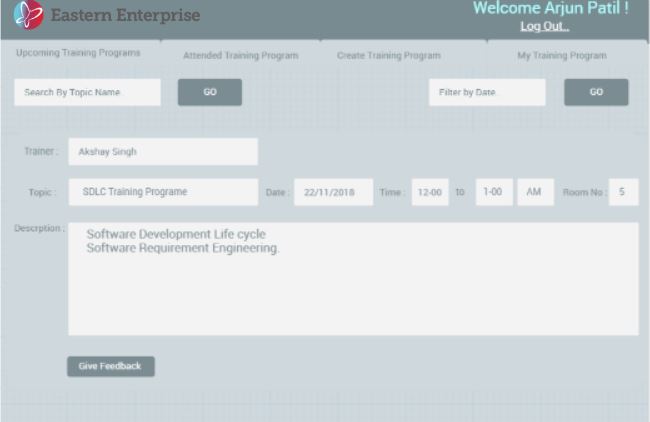 Eastern Enterprise
Welcome Arjun Patil !
Log Out..
Upcoming Training Programs
Attended Training Program
Create Training Program
My Training Program
Search By Topic Name
GO
Filter by Date
GO
Trainer :
Akshay Singh
Topic :
SDLC Training Programe
Date :
22/11/2018
Time :
12-00
to
1-00
AM
Room No :
5
Descrption :
Software Development Life cycle
Software Requirement Engineering.
Give Feedback